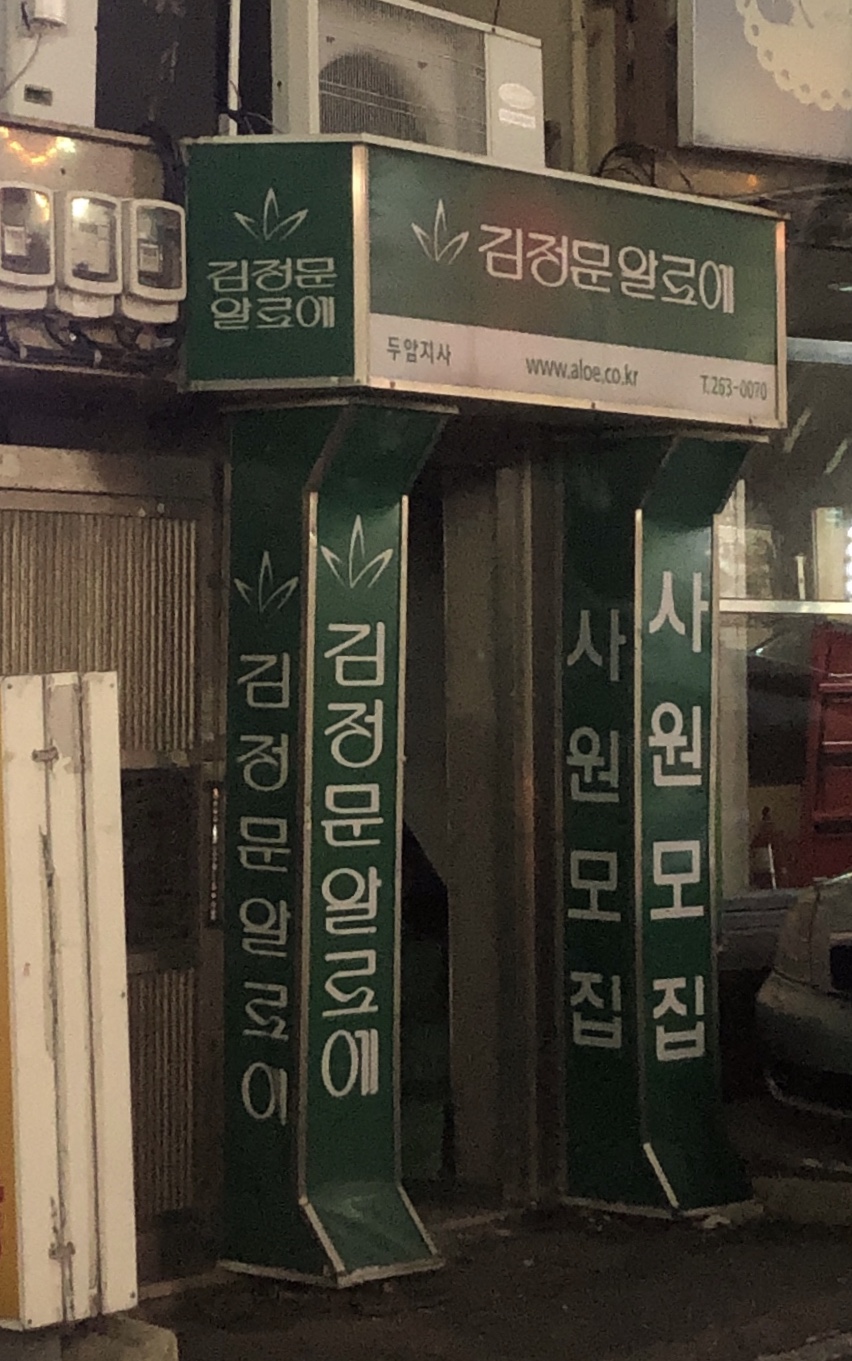 김정문
알로에
김정문알로에
두암지사
www.aloe.co.kr
T.263-0070
김정문알로에
김정문알로에
사원모집
사원모집